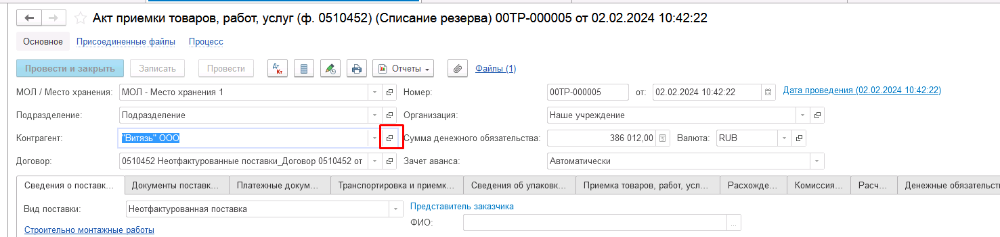 Акт приемки товаров, работ, услуг (ф. 0510452) (Списание резерва) 00ТР-000005 от 02.02.2024 10:42:22
Основное Присоединенные файлы Процесс
Провести и закрыть Записать Провести Дт Кт Отчеты Файлы (1)
МОЛ / Место хранения: МОЛ - Место хранения 1 Номер: 00ТР-000005 от: 02.02.2024 10:42:22 Дата проведения (02.02.2024 10:42:22)
Подразделение: Подразделение Организация: Наше учреждение
Контрагент: "Витязь" ООО Сумма денежного обязательства: 386 012,00 Валюта: RUB
Договор: 0510452 Неотфактурованные поставки_Договор 0510452 от Зачет аванса: Автоматически
Сведения о поставк... Документы поставк... Платежные докум... Транспортировка и приемк... Сведения об упаковк... Приемка товаров, работ, усл... Расхожде... Комиссия... Расч... Денежные обязательст
Вид поставки: Неотфактурованная поставка Представитель заказчика
ФИО: ...
Строительно монтажные работы